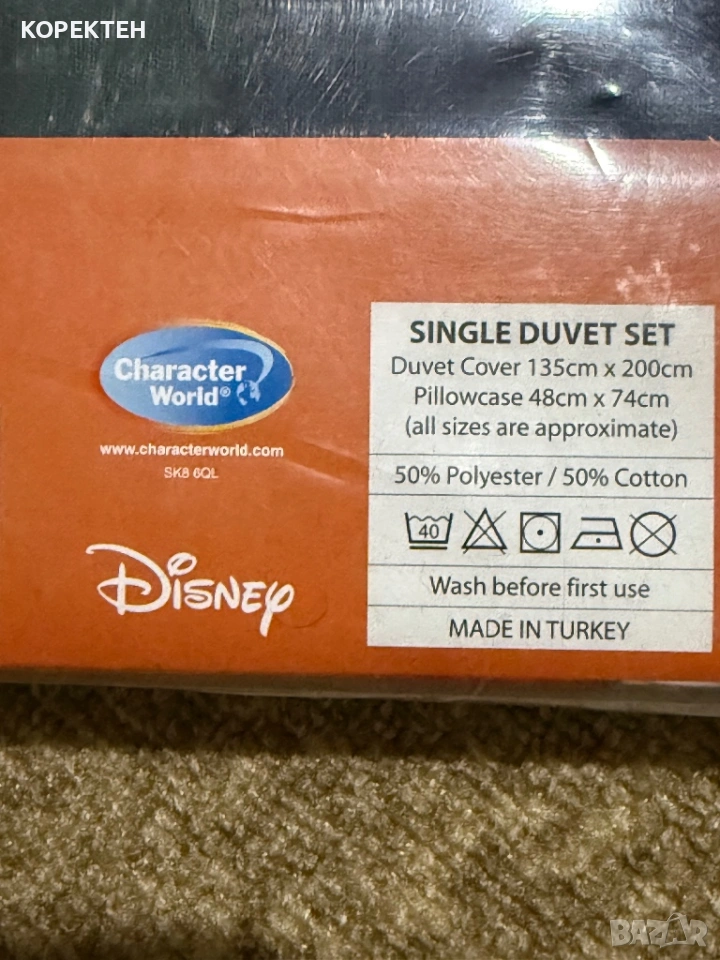 КОРЕКТЕН
Character
World®
www.characterworld.com
SK8 6QL
Disney
SINGLE DUVET SET
Duvet Cover 135cm x 200cm
Pillowcase 48cm x 74cm
(all sizes are approximate)
50% Polyester / 50% Cotton
40
Wash before first use
MADE IN TURKEY
BAZAR